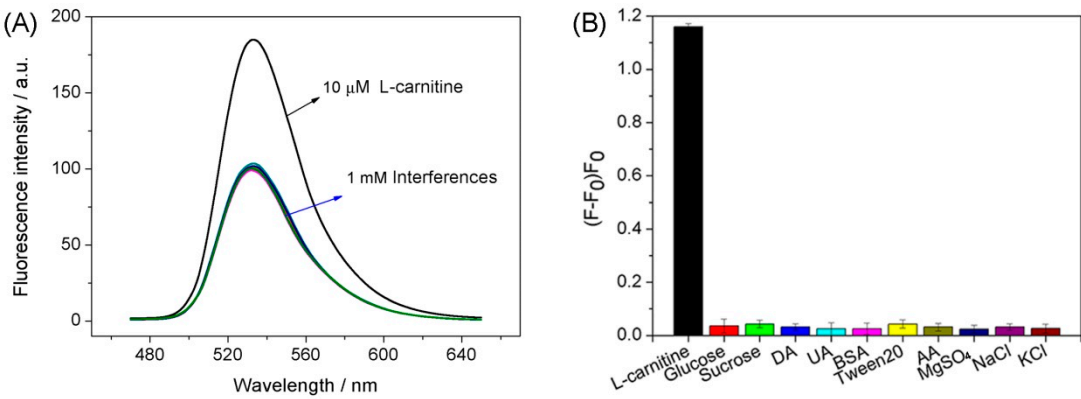 (A)
200
150
100
50
0
Fluorescence intensity / a.u.
10 μM L-carnitine
1 mM Interferences
480 520 560 600 640
Wavelength / nm
(B)
1.2
1.0
0.8
0.6
0.4
0.2
0.0
(F-F0)F0
L-carnitine
Glucose
Sucrose
DA
UA
BSA
Tween20
AA
MgSO4
NaCl
KCl